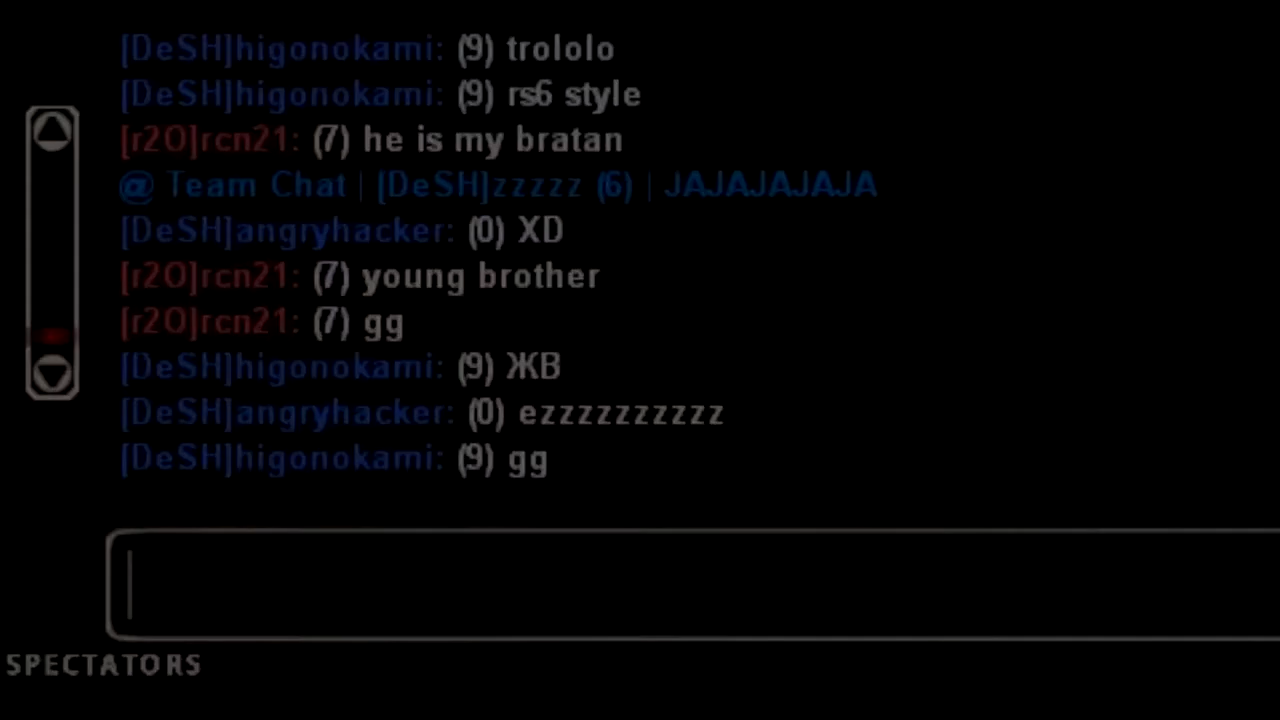 [DeSH]higonokami: (9) trololo
[DeSH]higonokami: (9) rs6 style
[r2O]rcn21: (7) he is my bratan
@ Team Chat | [DeSH]zzzzz (6) | JAJAJAJAJA
[DeSH]angryhacker: (0) XD
[r2O]rcn21: (7) young brother
[r2O]rcn21: (7) gg
[DeSH]higonokami: (9) ЖВ
[DeSH]angryhacker: (0) ezzzzzzzzzz
[DeSH]higonokami: (9) gg
SPECTATORS